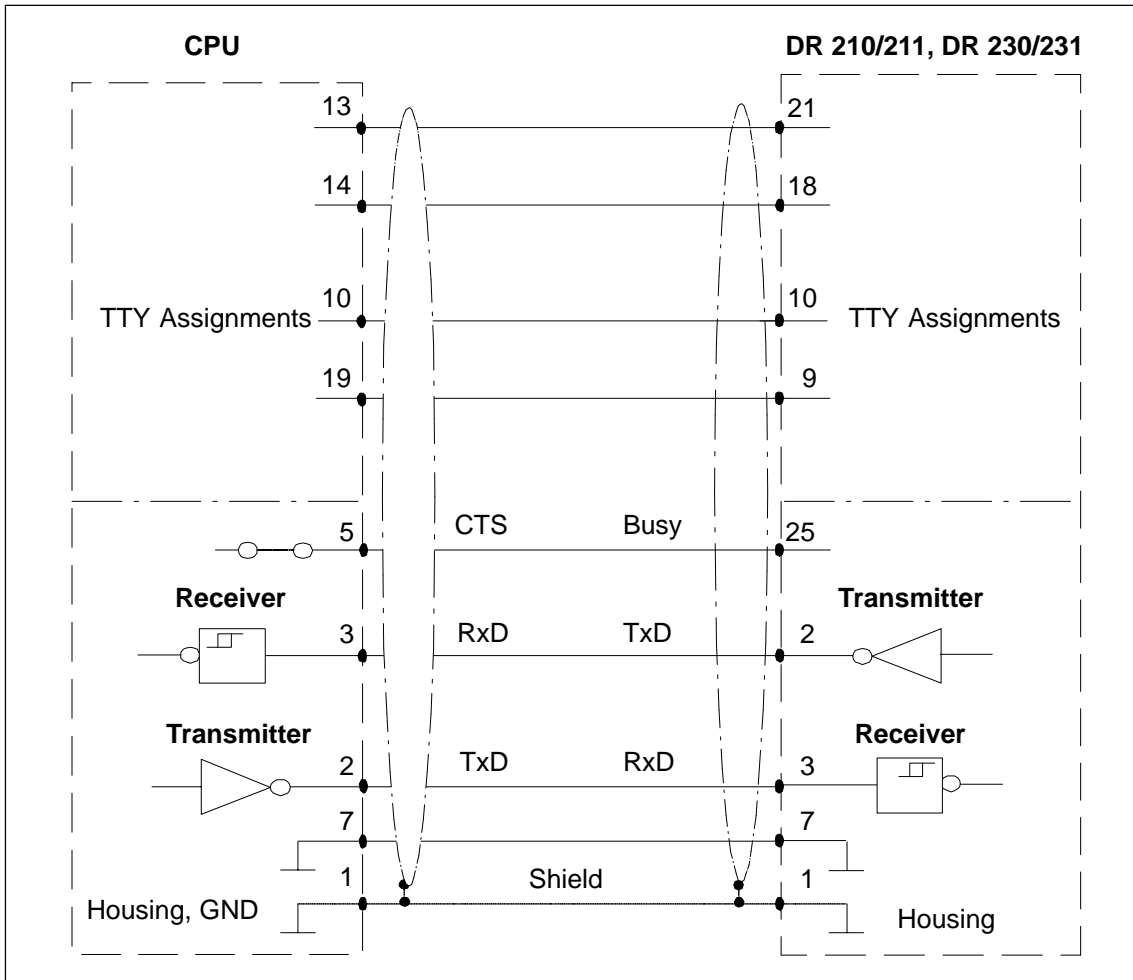 CPU DR 210/211, DR 230/231
13 21
14 18
10 10
TTY Assignments TTY Assignments
19 9
5 CTS Busy 25
Receiver Transmitter
3 RxD TxD 2
Transmitter Receiver
2 TxD RxD 3
7 7
1 Shield 1
Housing, GND Housing